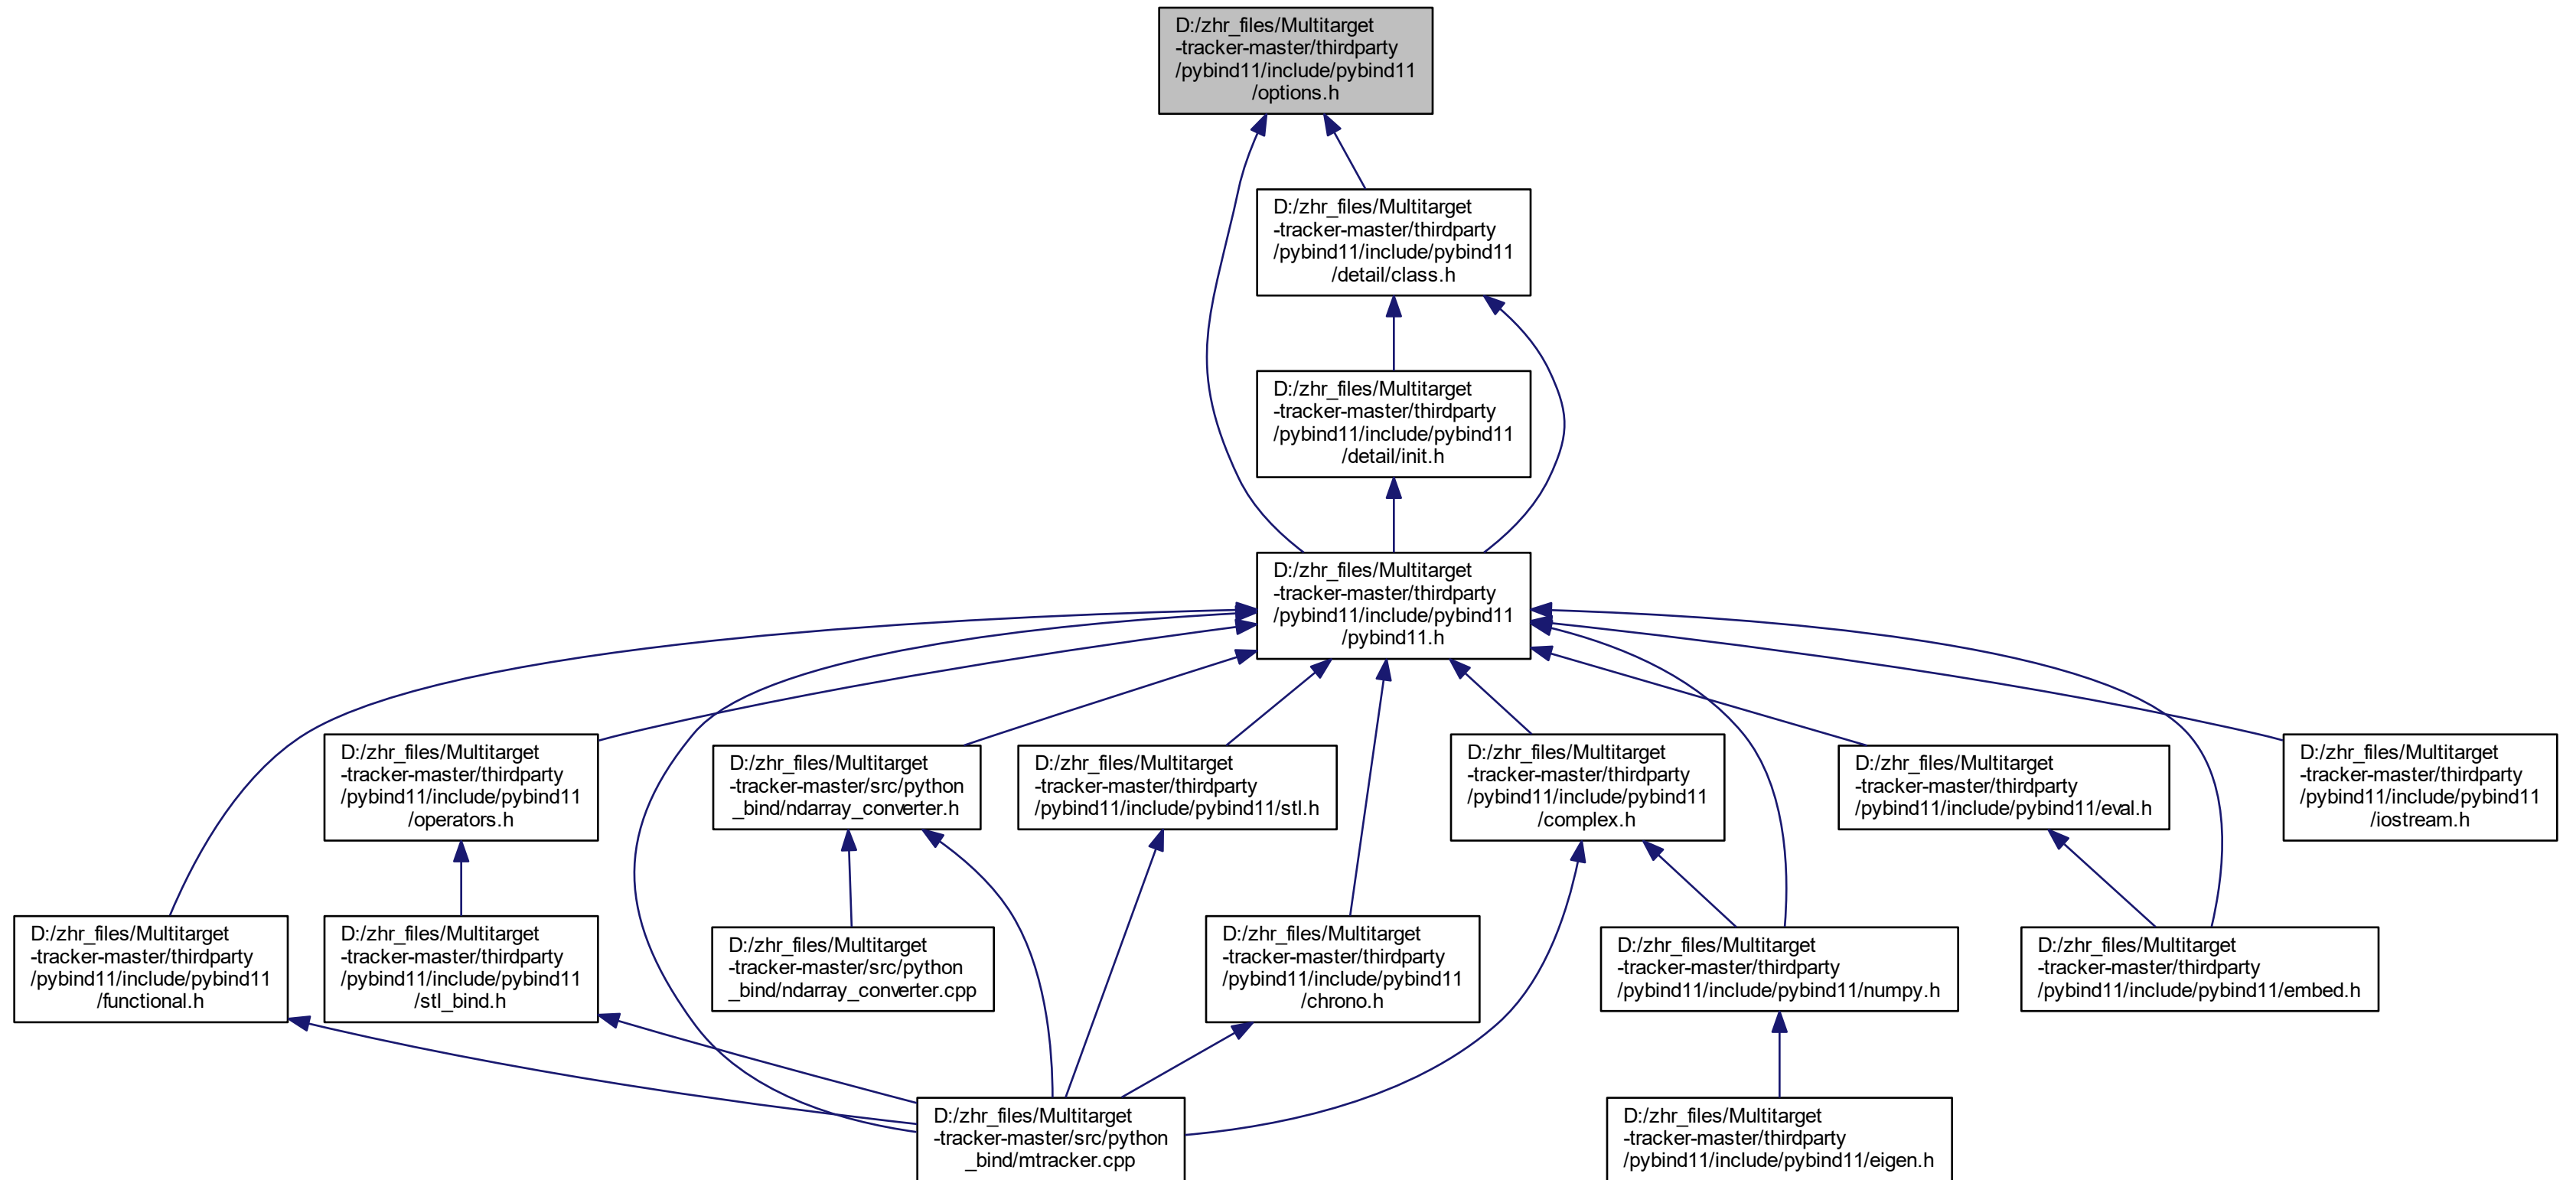 D:/zhr_files/Multitarget
-tracker-master/thirdparty
/pybind11/include/pybind11
/options.h
D:/zhr_files/Multitarget
-tracker-master/thirdparty
/pybind11/include/pybind11
/detail/class.h
D:/zhr_files/Multitarget
-tracker-master/thirdparty
/pybind11/include/pybind11
/detail/init.h
D:/zhr_files/Multitarget
-tracker-master/thirdparty
/pybind11/include/pybind11
/pybind11.h
D:/zhr_files/Multitarget
-tracker-master/thirdparty
/pybind11/include/pybind11
/operators.h
D:/zhr_files/Multitarget
-tracker-master/src/python
_bind/ndarray_converter.h
D:/zhr_files/Multitarget
-tracker-master/thirdparty
/pybind11/include/pybind11/stl.h
D:/zhr_files/Multitarget
-tracker-master/thirdparty
/pybind11/include/pybind11
/complex.h
D:/zhr_files/Multitarget
-tracker-master/thirdparty
/pybind11/include/pybind11/eval.h
D:/zhr_files/Multitarget
-tracker-master/thirdparty
/pybind11/include/pybind11
/iostream.h
D:/zhr_files/Multitarget
-tracker-master/thirdparty
/pybind11/include/pybind11
/functional.h
D:/zhr_files/Multitarget
-tracker-master/thirdparty
/pybind11/include/pybind11
/stl_bind.h
D:/zhr_files/Multitarget
-tracker-master/src/python
_bind/ndarray_converter.cpp
D:/zhr_files/Multitarget
-tracker-master/thirdparty
/pybind11/include/pybind11
/chrono.h
D:/zhr_files/Multitarget
-tracker-master/thirdparty
/pybind11/include/pybind11/numpy.h
D:/zhr_files/Multitarget
-tracker-master/thirdparty
/pybind11/include/pybind11/embed.h
D:/zhr_files/Multitarget
-tracker-master/src/python
_bind/mtracker.cpp
D:/zhr_files/Multitarget
-tracker-master/thirdparty
/pybind11/include/pybind11/eigen.h